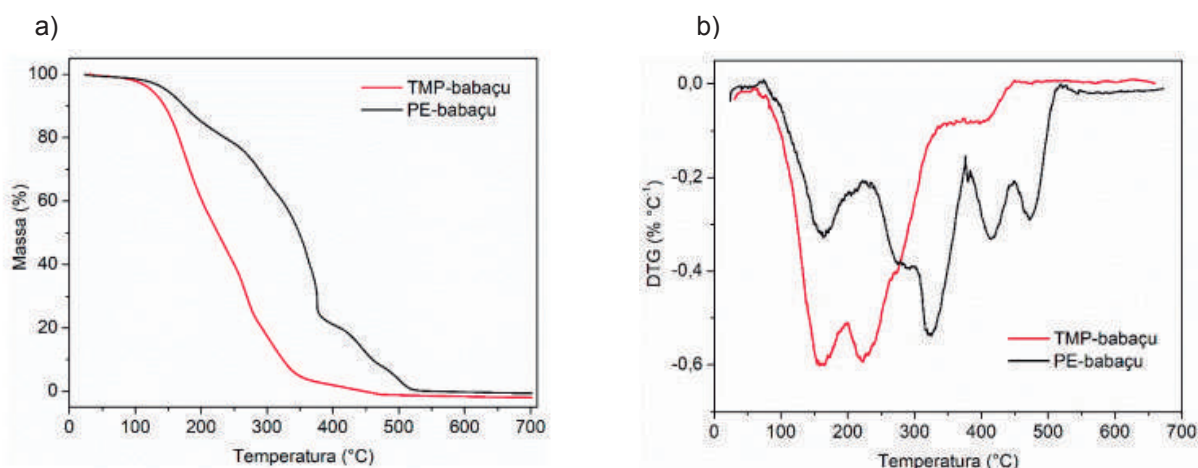 a)
100
80
60
40
20
0
Massa (%)
TMP-babaçu
PE-babaçu
0 100 200 300 400 500 600 700
Temperatura (°C)
b)
0,0
-0,2
-0,4
-0,6
DTG (% °C⁻¹)
TMP-babaçu
PE-babaçu
0 100 200 300 400 500 600 700
Temperatura (°C)